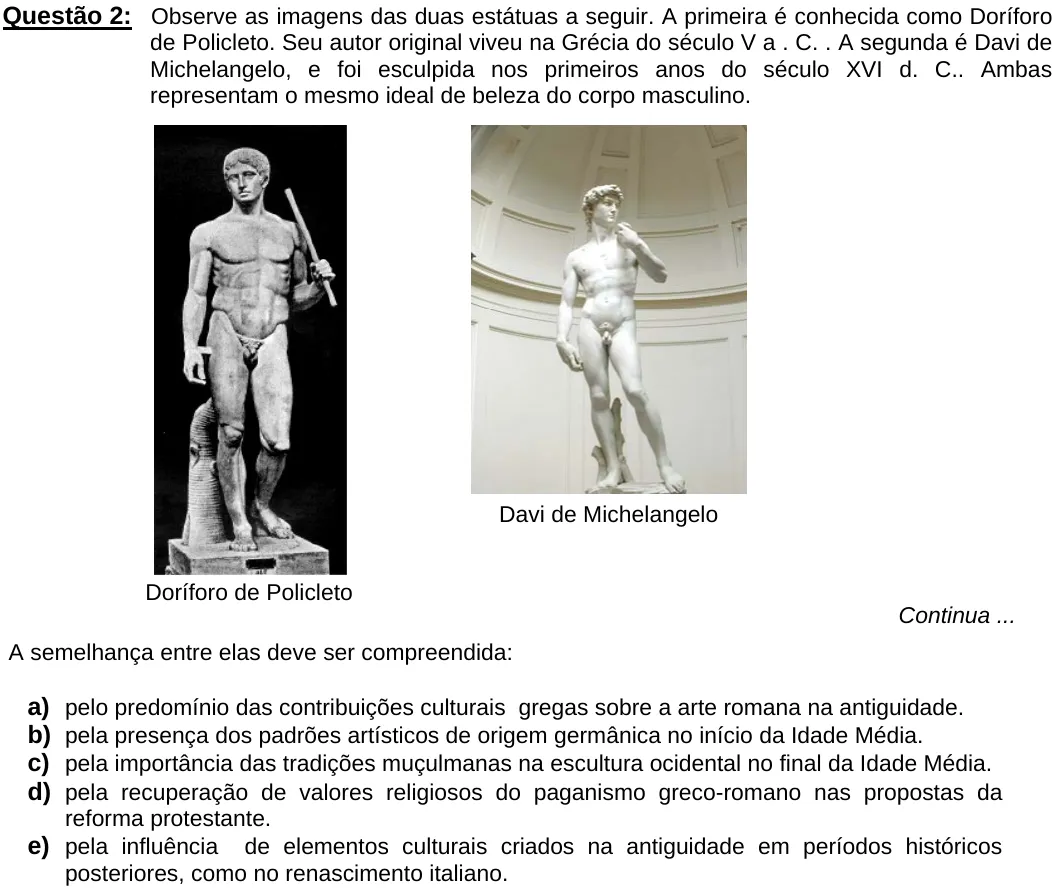 Questão 2: Observe as imagens das duas estátuas a seguir. A primeira é conhecida como Doríforo
de Policleto. Seu autor original viveu na Grécia do século V a . C. . A segunda é Davi de
Michelangelo, e foi esculpida nos primeiros anos do século XVI d. C.. Ambas
representam o mesmo ideal de beleza do corpo masculino.
Davi de Michelangelo
Doríforo de Policleto
Continua ...
A semelhança entre elas deve ser compreendida:
a) pelo predomínio das contribuições culturais gregas sobre a arte romana na antiguidade.
b) pela presença dos padrões artísticos de origem germânica no início da Idade Média.
c) pela importância das tradições muçulmanas na escultura ocidental no final da Idade Média.
d) pela recuperação de valores religiosos do paganismo greco-romano nas propostas da
reforma protestante.
e) pela influência de elementos culturais criados na antiguidade em períodos históricos
posteriores, como no renascimento italiano.